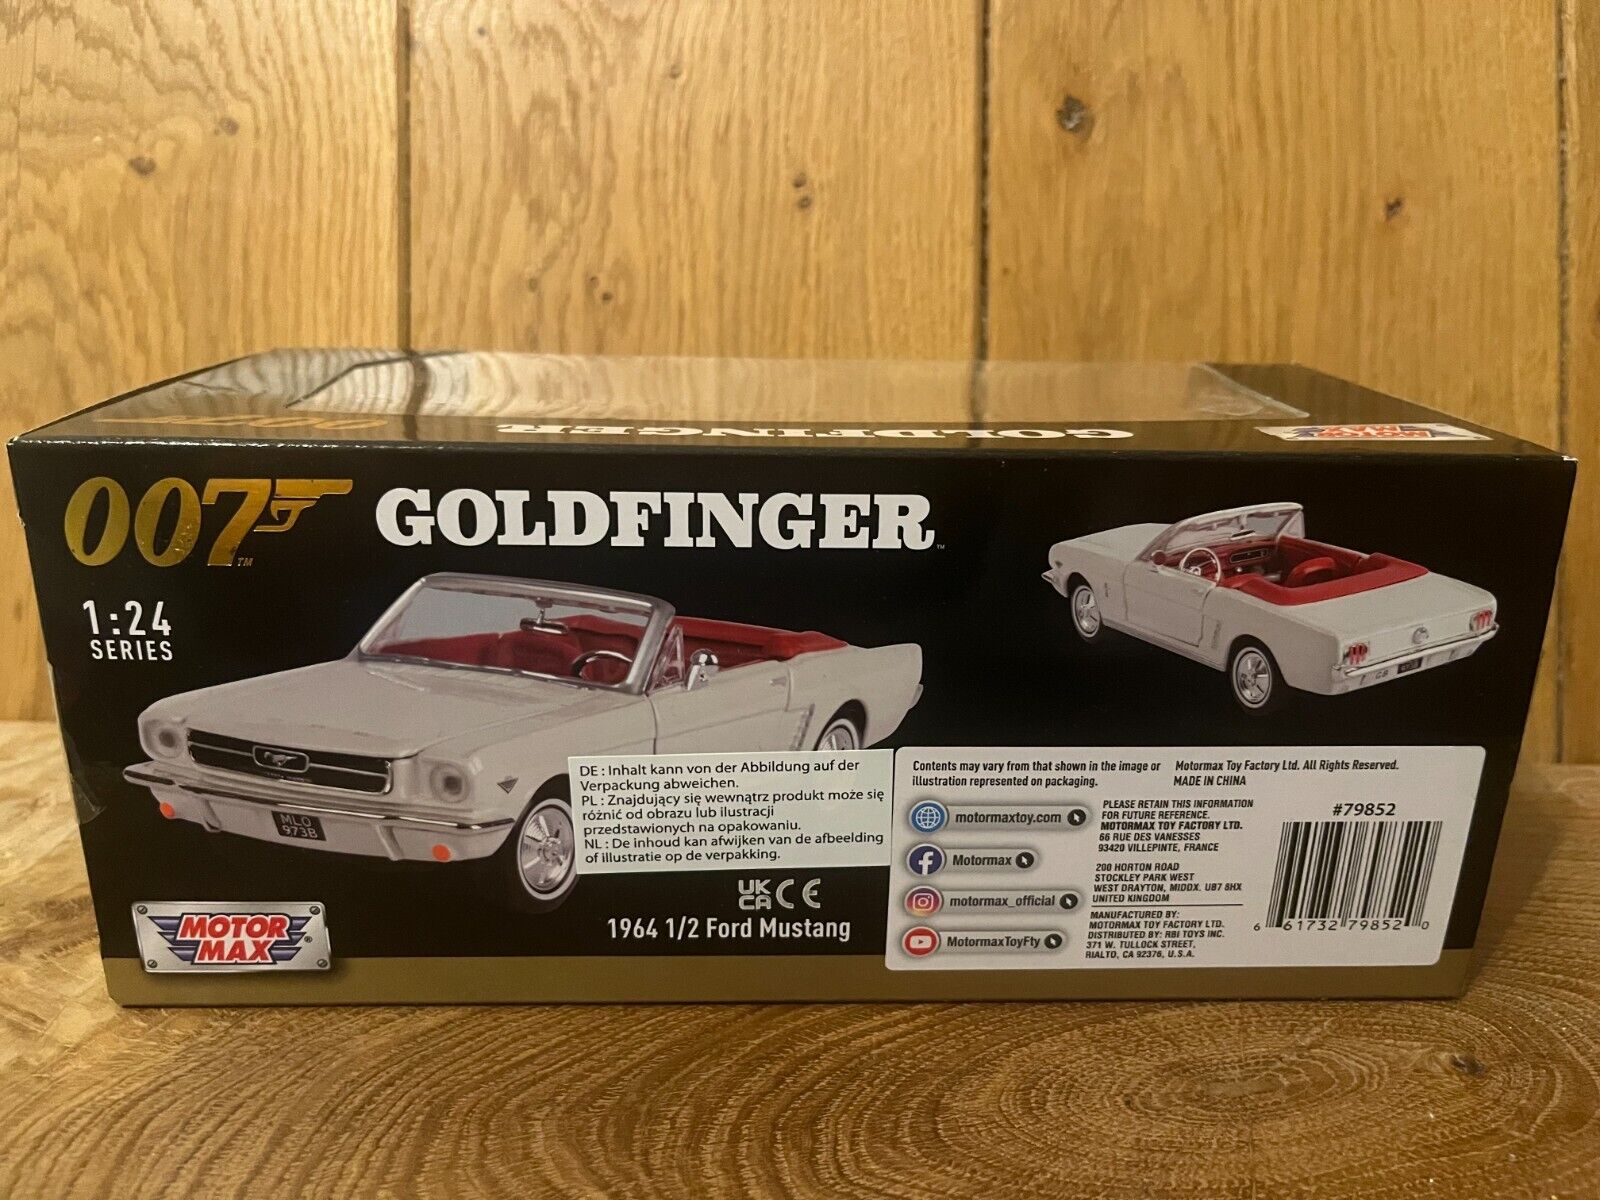 007 GOLDFINGER MOTOR MAX
007™ GOLDFINGER™
1:24
SERIES
MLO
973B
973B
GB
DE : Inhalt kann von der Abbildung auf der
Verpackung abweichen.
PL : Znajdujący się wewnątrz produkt może się
różnić od obrazu lub ilustracji
przedstawionych na opakowaniu.
NL : De inhoud kan afwijken van de afbeelding
of illustratie op de verpakking.
UK
CA CE
1964 1/2 Ford Mustang
MOTOR
MAX ®
Contents may vary from that shown in the image or
illustration represented on packaging.
Motormax Toy Factory Ltd. All Rights Reserved.
MADE IN CHINA
motormaxtoy.com
Motormax
motormax_official
MotormaxToyFty
PLEASE RETAIN THIS INFORMATION
FOR FUTURE REFERENCE.
MOTORMAX TOY FACTORY LTD.
66 RUE DES VANESSES
93420 VILLEPINTE, FRANCE
200 HORTON ROAD
STOCKLEY PARK WEST
WEST DRAYTON, MIDDX. UB7 8HX
UNITED KINGDOM
MANUFACTURED BY:
MOTORMAX TOY FACTORY LTD.
DISTRIBUTED BY: RBI TOYS INC.
371 W. TULLOCK STREET,
RIALTO, CA 92376, U.S.A.
#79852
6 61732 79852 0